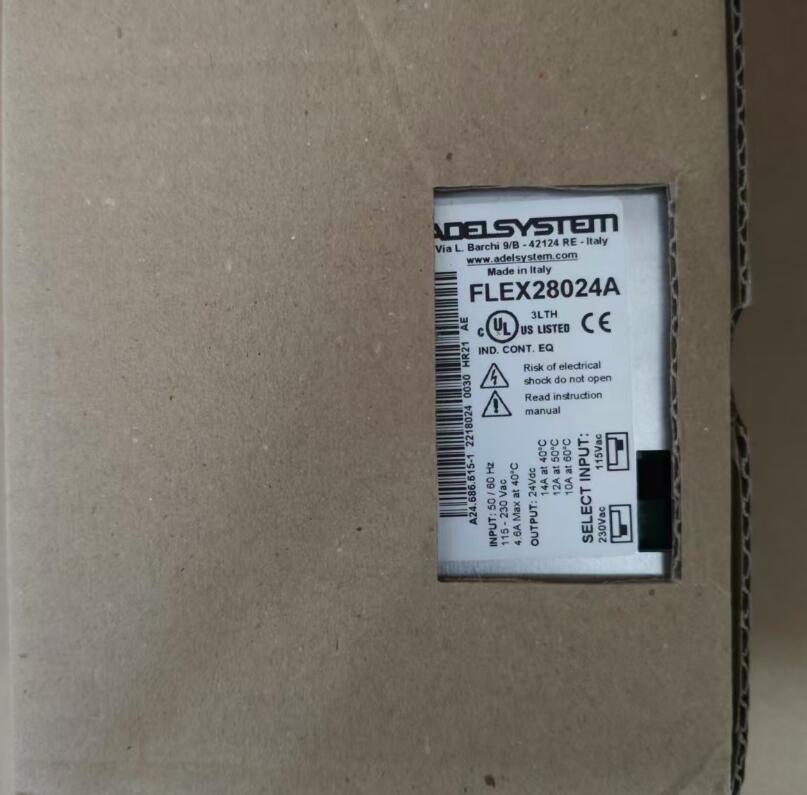 ADELSYSTEM
Via L. Barchi 9/B - 42124 RE - Italy
www.adelsystem.com
Made in Italy
FLEX28024A
3LTH
c UL US LISTED CE
IND. CONT. EQ
Risk of electrical
shock do not open
Read instruction
manual
A24.686.615-1 2218024 0030 HR21 AE
INPUT: 50 / 60 Hz
115 - 230 Vac
4.6A Max at 40°C
OUTPUT: 24Vdc
14A at 40°C
12A at 50°C
10A at 60°C
SELECT INPUT:
230Vac
115Vac